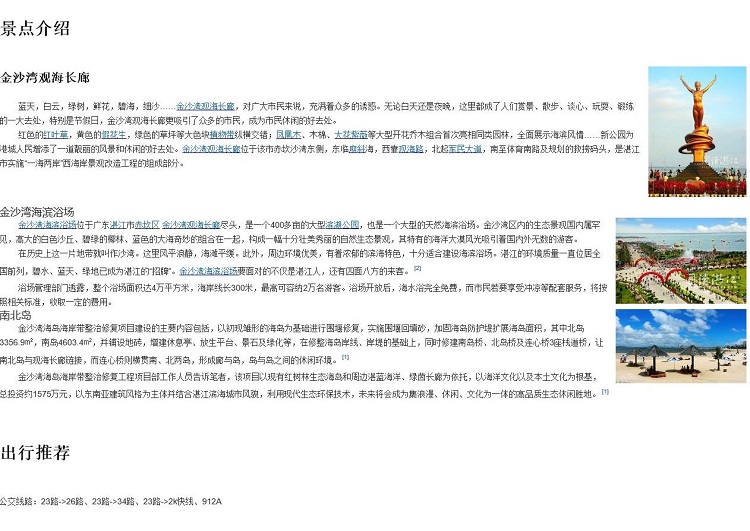 景点介绍
金沙湾观海长廊
蓝天，白云，绿树，鲜花，碧海，细沙……金沙湾观海长廊，对广大市民来说，充满着众多的诱惑。无论白天还是夜晚，这里都成了人们赏景、散步、谈心、玩耍、锻炼
的一大去处，特别是节假日，金沙湾观海长廊更吸引了众多的市民，成为市民休闲的好去处。
红色的红叶草，黄色的假花生，绿色的草坪等大色块植物带纵横交错；凤凰木、木棉、大花紫薇等大型开花乔木组合首次亮相同类园林，全面展示海滨风情……新公园为
港城人民增添了一道靓丽的风景和休闲的好去处。金沙湾观海长廊位于该市赤坎沙湾东侧，东临麻斜海，西靠观海路，北起军民大道，南至体育南路及规划的救捞码头，是湛江
市实施“一海两岸”西海岸景观改造工程的组成部分。
金沙湾海滨浴场
金沙湾海滨浴场位于广东湛江市赤坎区 金沙湾观海长廊尽头，是一个400多亩的大型滨湖公园，也是一个大型的天然海滨浴场。金沙湾区内的生态景观国内属罕
见，高大的白色沙丘、碧绿的椰林、蓝色的大海奇妙的组合在一起，构成一幅十分壮美秀丽的自然生态景观，其特有的海洋大漠风光吸引着国内外无数的游客。
在历史上这一片地带就叫作沙湾。这里风平浪静，海滩平缓。此外，周边环境优美，有着浓郁的滨海特色，十分适合建设海滨浴场。湛江的环境质量一直位居全
国前列，碧水、蓝天、绿地已成为湛江的“招牌”。金沙湾海滨浴场要面对的不仅是湛江人，还有四面八方的来客。[2]
浴场管理部门透露，整个浴场面积达4万平方米，海岸线长300米，最高可容纳2万名游客。浴场开放后，海水浴完全免费，而市民若要享受冲凉等配套服务，将按
照相关标准，收取一定的费用。
南北岛
金沙湾海岛海岸带整治修复项目建设的主要内容包括，以初现雏形的海岛为基础进行围堰修复，实施围堰回填砂，加固海岛防护堤扩展海岛面积，其中北岛
3356.9m²，南岛4603.4m²，并铺设地砖，增建休息亭、放生平台、景石及绿化等，在修整海岛岸线、岸堤的基础上，同时修建南岛桥、北岛桥及连心桥3座栈道桥，让
南北岛与观海长廊链接，而连心桥则横贯南、北两岛，形成廊与岛，岛与岛之间的休闲环境。[1]
金沙湾海岛海岸带整治修复工程项目部工作人员告诉笔者，该项目以现有红树林生态海岛和周边湛蓝海洋、绿茵长廊为依托，以海洋文化以及本土文化为根基，
总投资约1575万元，以东南亚建筑风格为主体并结合湛江滨海城市风貌，利用现代生态环保技术，未来将会成为集浪漫、休闲、文化为一体的高品质生态休闲胜地。[1]
出行推荐
公交线路：23路->26路、23路->34路、23路->2k快线、912A